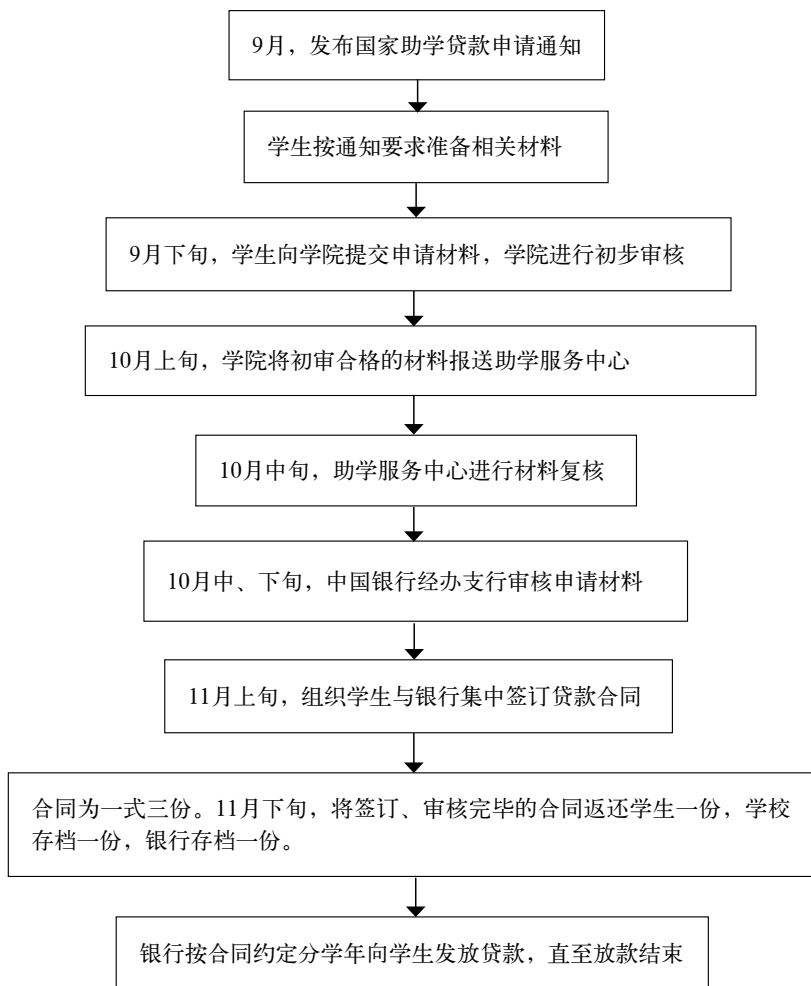 9月，发布国家助学贷款申请通知
学生按通知要求准备相关材料
9月下旬，学生向学院提交申请材料，学院进行初步审核
10月上旬，学院将初审合格的材料报送助学服务中心
10月中旬，助学服务中心进行材料复核
10月中、下旬，中国银行经办支行审核申请材料
11月上旬，组织学生与银行集中签订贷款合同
合同为一式三份。11月下旬，将签订、审核完毕的合同返还学生一份，学校
存档一份，银行存档一份。
银行按合同约定分学年向学生发放贷款，直至放款结束